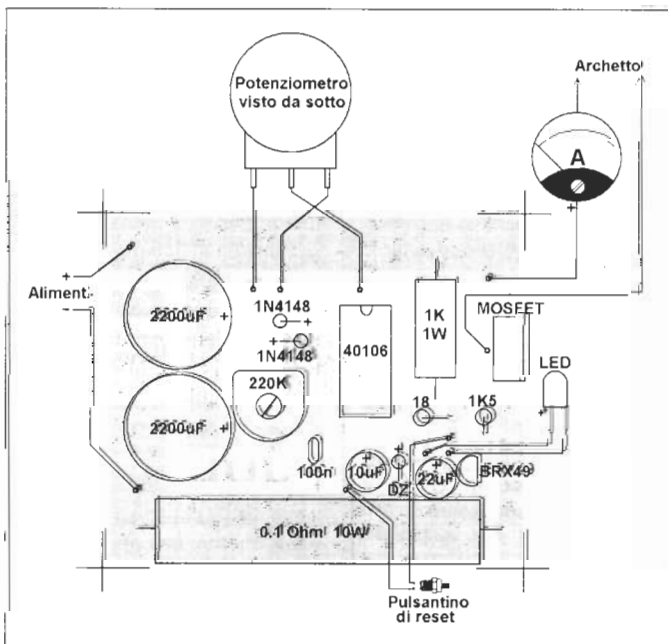 Potenziometro
visto da sotto
Archetto
A
+
+
Aliment.
2200uF +
1N4148
+
+
1N4148
40106
1K
1W
MOSFET
LED
+
220K
2200uF +
18
1K5
100n
+
10uF
+
DZ
+
22uF
BRX49
0.1 Ohm 10W
Pulsantino
di reset